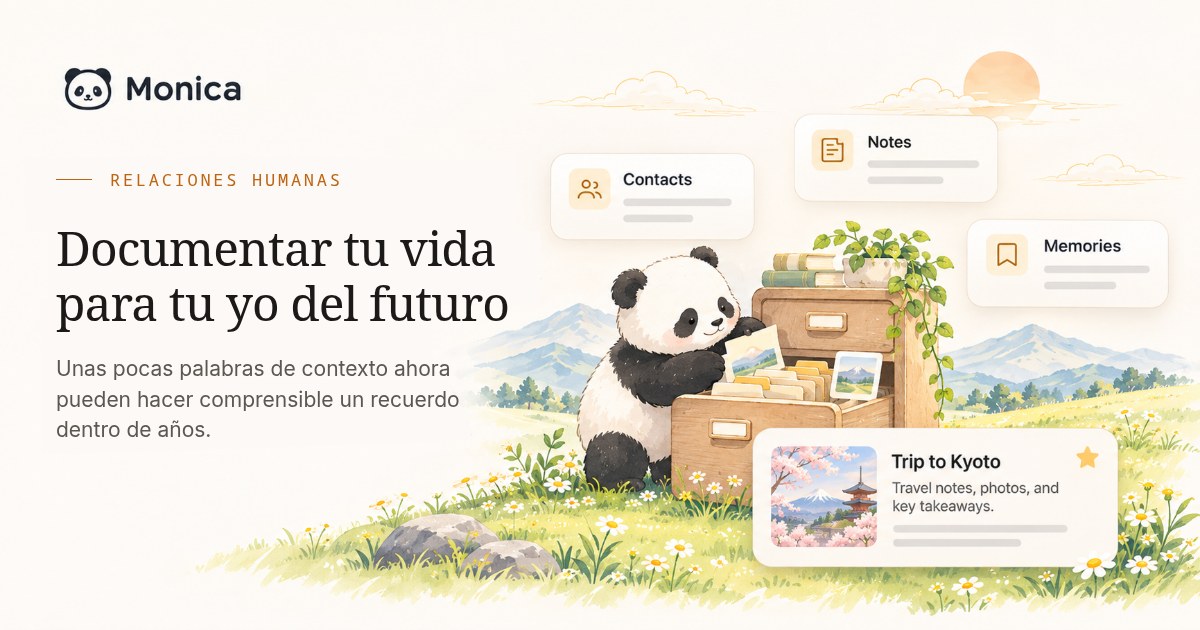 Monica
RELACIONES HUMANAS
Documentar tu vida
para tu yo del futuro
Unas pocas palabras de contexto ahora
pueden hacer comprensible un recuerdo
dentro de años.
Contacts
Notes
Memories
Trip to Kyoto
Travel notes, photos, and
key takeaways.